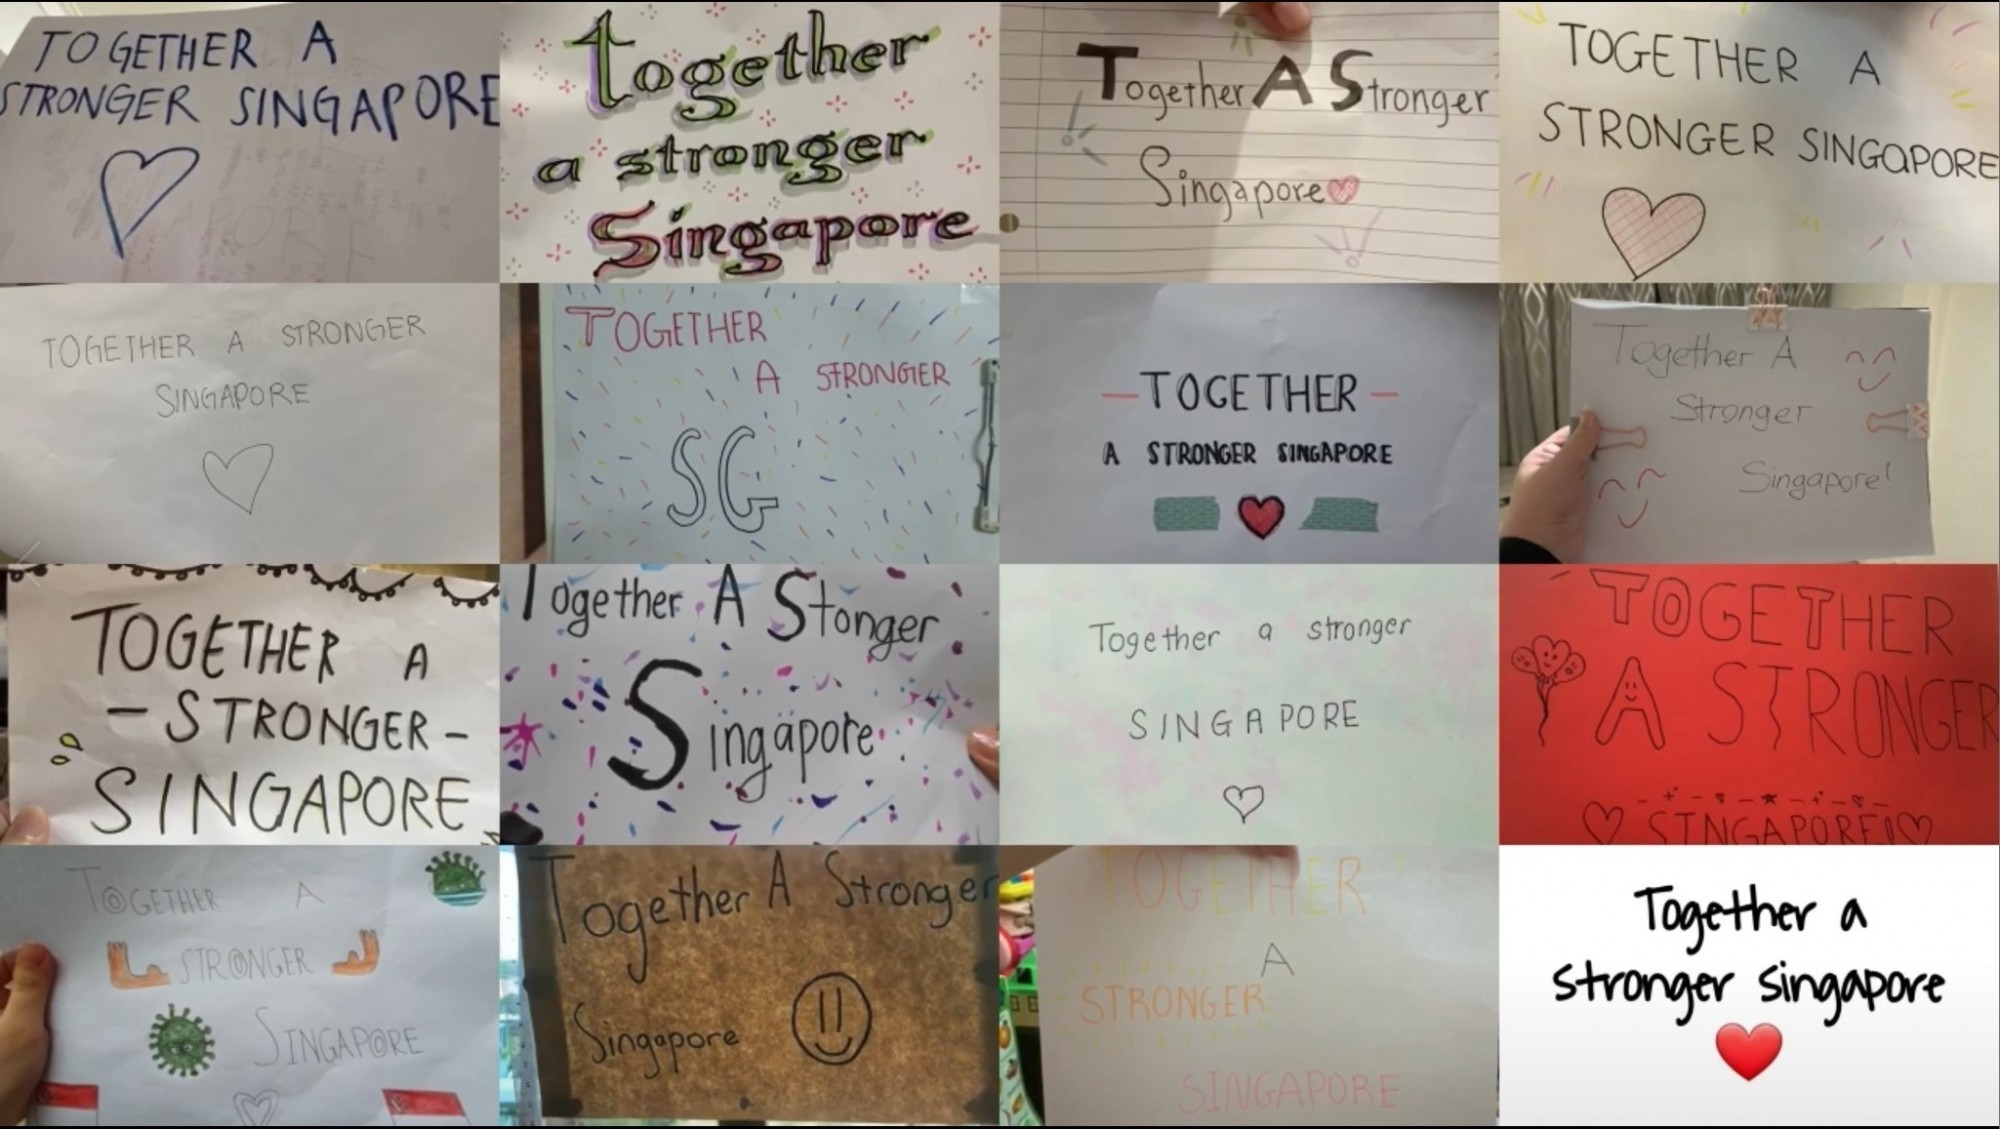 TOGETHER A
STRONGER SINGAPORE
together
a stronger
Singapore
Together A Stronger
Singapore
TOGETHER A
STRONGER SINGAPORE
TOGETHER A STRONGER
SINGAPORE
TOGETHER
A STRONGER
SG
TOGETHER
A STRONGER SINGAPORE
Together A
Stronger
Singapore!
TOGETHER A
- STRONGER -
SINGAPORE
Together A Stonger
Singapore
Together a stronger
SINGAPORE
TOGETHER
A STRONGER
SINGAPORE!
TOGETHER A
STRONGER
SINGAPORE
Together A Stronger
Singapore
TOGETHER
A
STRONGER
SINGAPORE
Together a
stronger singapore